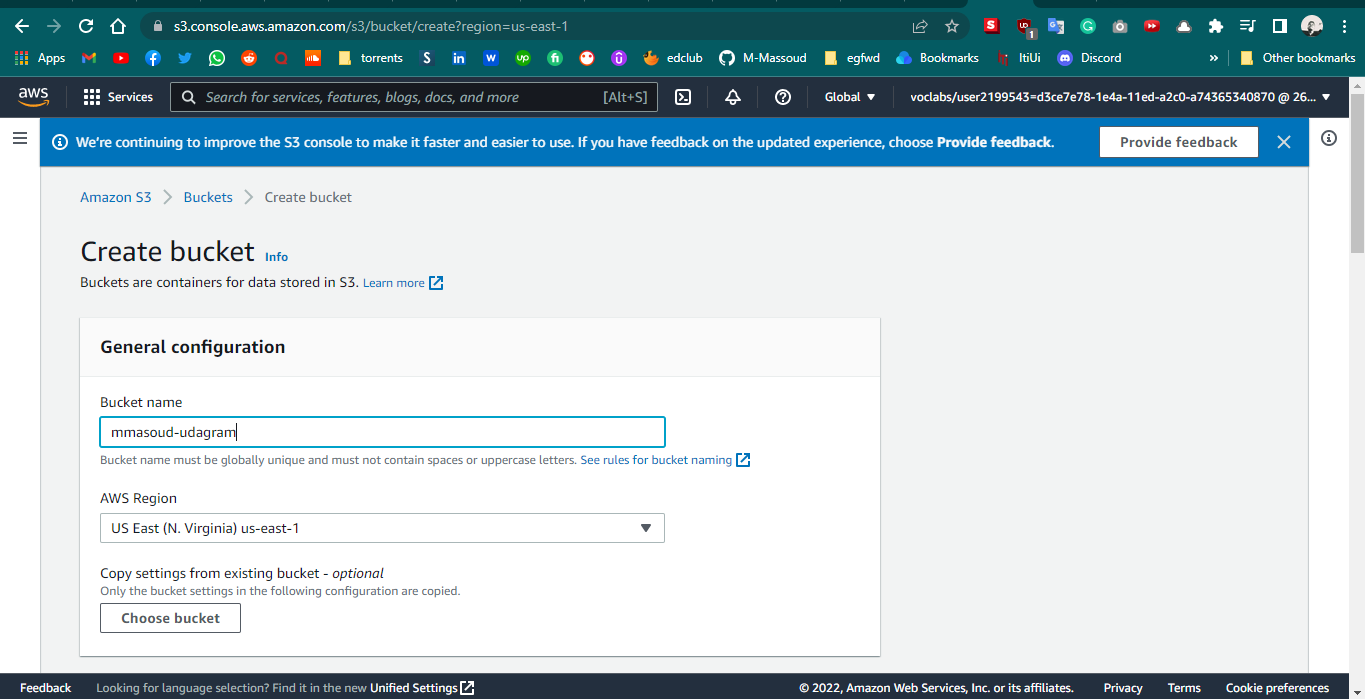 s3.console.aws.amazon.com/s3/bucket/create?region=us-east-1
Apps torrents edclub M-Massoud egfwd Bookmarks ItiUi Discord » Other bookmarks
aws Services Search for services, features, blogs, docs, and more [Alt+S] Global voclabs/user2199543=d3ce7e78-1e4a-11ed-a2c0-a74365340870 @ 26...
We're continuing to improve the S3 console to make it faster and easier to use. If you have feedback on the updated experience, choose Provide feedback. Provide feedback
Amazon S3 > Buckets > Create bucket
Create bucket Info
Buckets are containers for data stored in S3. Learn more
General configuration
Bucket name
mmasoud-udagram
Bucket name must be globally unique and must not contain spaces or uppercase letters. See rules for bucket naming
AWS Region
US East (N. Virginia) us-east-1
Copy settings from existing bucket - optional
Only the bucket settings in the following configuration are copied.
Choose bucket
Feedback Looking for language selection? Find it in the new Unified Settings © 2022, Amazon Web Services, Inc. or its affiliates. Privacy Terms Cookie preferences